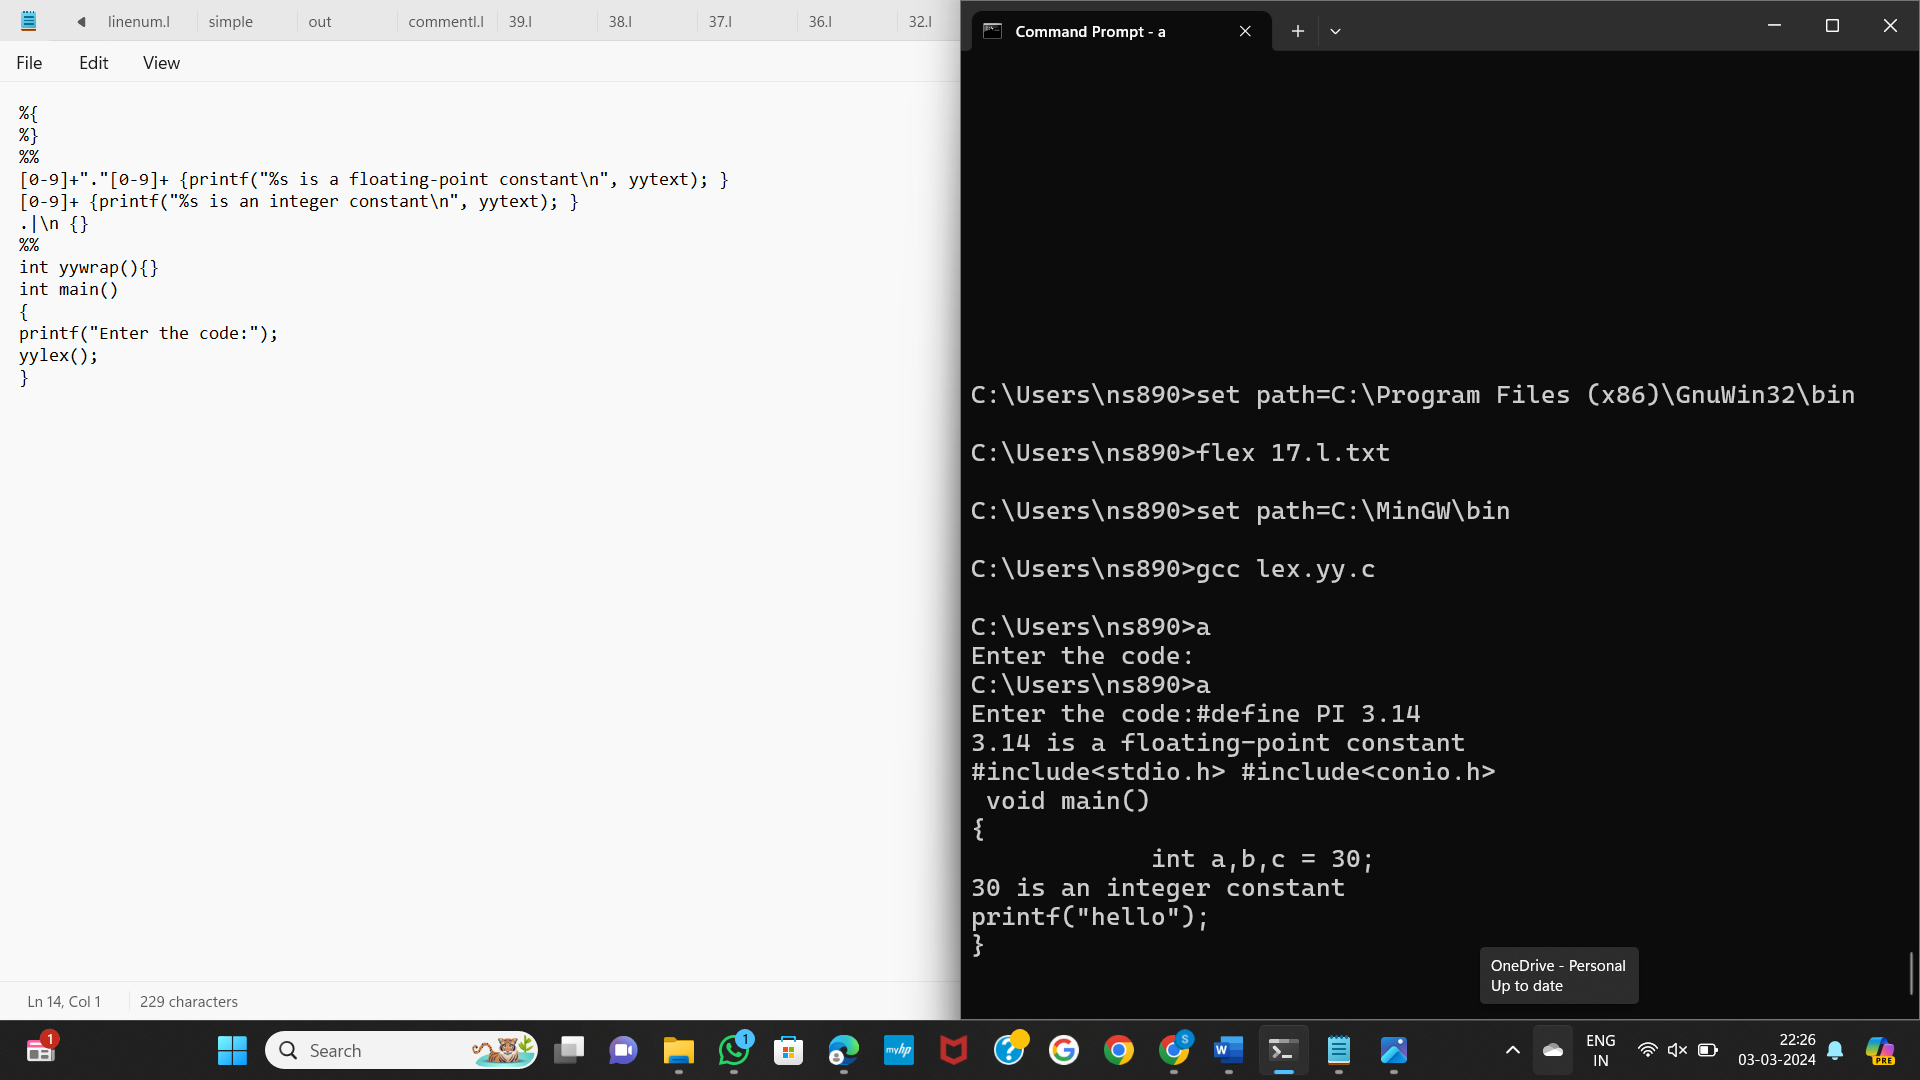 linenum.l simple out commentl.l 39.l 38.l 37.l 36.l 32.l
File Edit View
%{
%}
%%
[0-9]+"."[0-9]+ {printf("%s is a floating-point constant\n", yytext); }
[0-9]+ {printf("%s is an integer constant\n", yytext); }
.|\n {}
%%
int yywrap(){}
int main()
{
printf("Enter the code:");
yylex();
}
Ln 14, Col 1 229 characters
Command Prompt - a
C:\Users\ns890>set path=C:\Program Files (x86)\GnuWin32\bin
C:\Users\ns890>flex 17.l.txt
C:\Users\ns890>set path=C:\MinGW\bin
C:\Users\ns890>gcc lex.yy.c
C:\Users\ns890>a
Enter the code:
C:\Users\ns890>a
Enter the code:#define PI 3.14
3.14 is a floating-point constant
#include<stdio.h> #include<conio.h>
void main()
{
int a,b,c = 30;
30 is an integer constant
printf("hello");
}
OneDrive - Personal
Up to date
1
Search
1
myhp
S
W
ENG
IN
22:26
03-03-2024
PRE